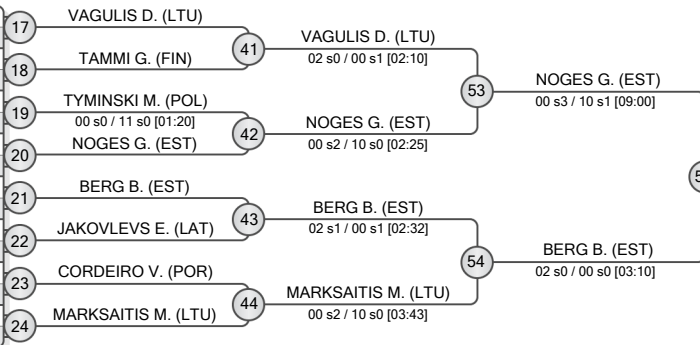 17
VAGULIS D. (LTU)
18
TAMMI G. (FIN)
19
TYMINSKI M. (POL)
00 s0 / 11 s0 [01:20]
20
NOGES G. (EST)
21
BERG B. (EST)
22
JAKOVLEVS E. (LAT)
23
CORDEIRO V. (POR)
24
MARKSAITIS M. (LTU)
41
VAGULIS D. (LTU)
02 s0 / 00 s1 [02:10]
42
NOGES G. (EST)
00 s2 / 10 s0 [02:25]
43
BERG B. (EST)
02 s1 / 00 s1 [02:32]
44
MARKSAITIS M. (LTU)
00 s2 / 10 s0 [03:43]
53
NOGES G. (EST)
00 s3 / 10 s1 [09:00]
54
BERG B. (EST)
02 s0 / 00 s0 [03:10]